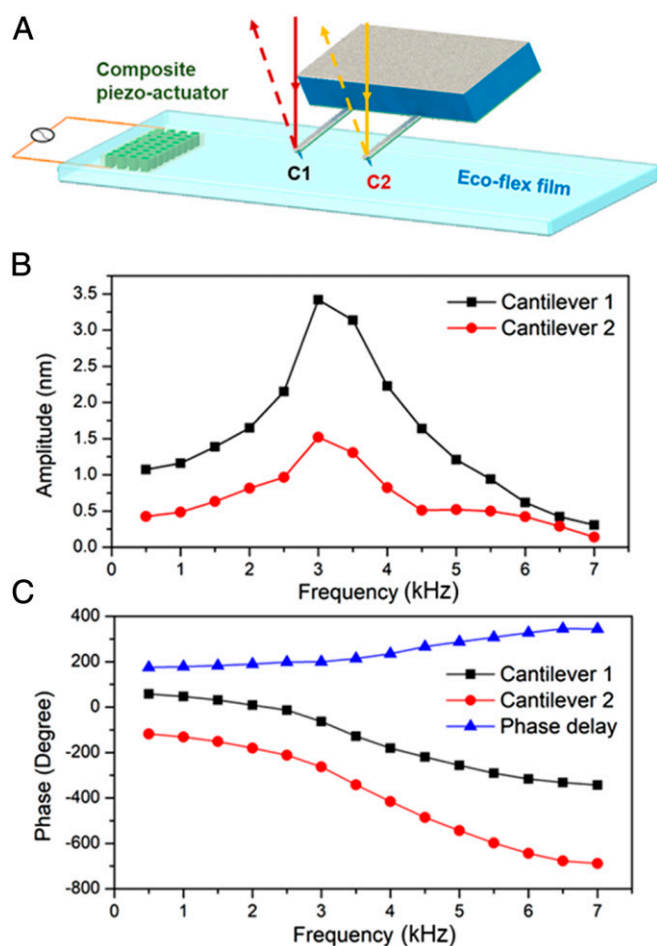 A
Composite
piezo-actuator
C1
C2
Eco-flex film
B
Cantilever 1
Cantilever 2
Amplitude (nm)
3.5
3.0
2.5
2.0
1.5
1.0
0.5
0.0
0 1 2 3 4 5 6 7
Frequency (kHz)
C
Cantilever 1
Cantilever 2
Phase delay
Phase (Degree)
400
200
0
-200
-400
-600
-800
0 1 2 3 4 5 6 7
Frequency (kHz)